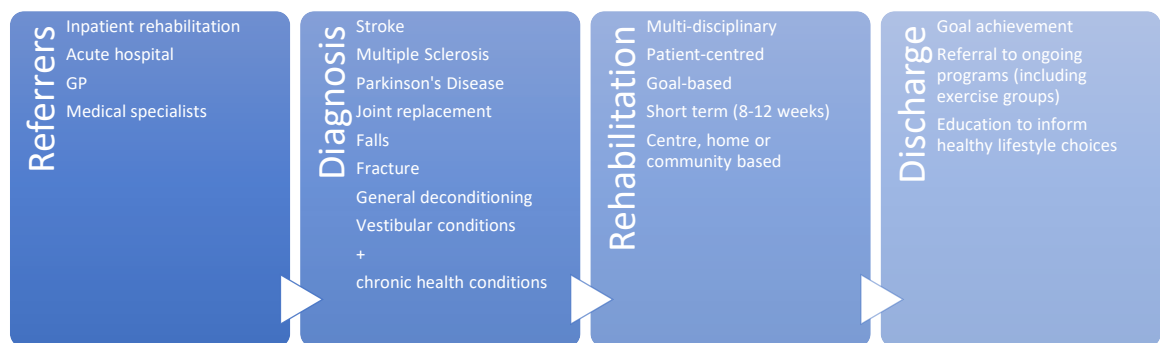 Referrers
Inpatient rehabilitation
Acute hospital
GP
Medical specialists
Diagnosis
Stroke
Multiple Sclerosis
Parkinson's Disease
Joint replacement
Falls
Fracture
General deconditioning
Vestibular conditions
+
chronic health conditions
Rehabilitation
Multi-disciplinary
Patient-centred
Goal-based
Short term (8-12 weeks)
Centre, home or
community based
Discharge
Goal achievement
Referral to ongoing
programs (including
exercise groups)
Education to inform
healthy lifestyle choices